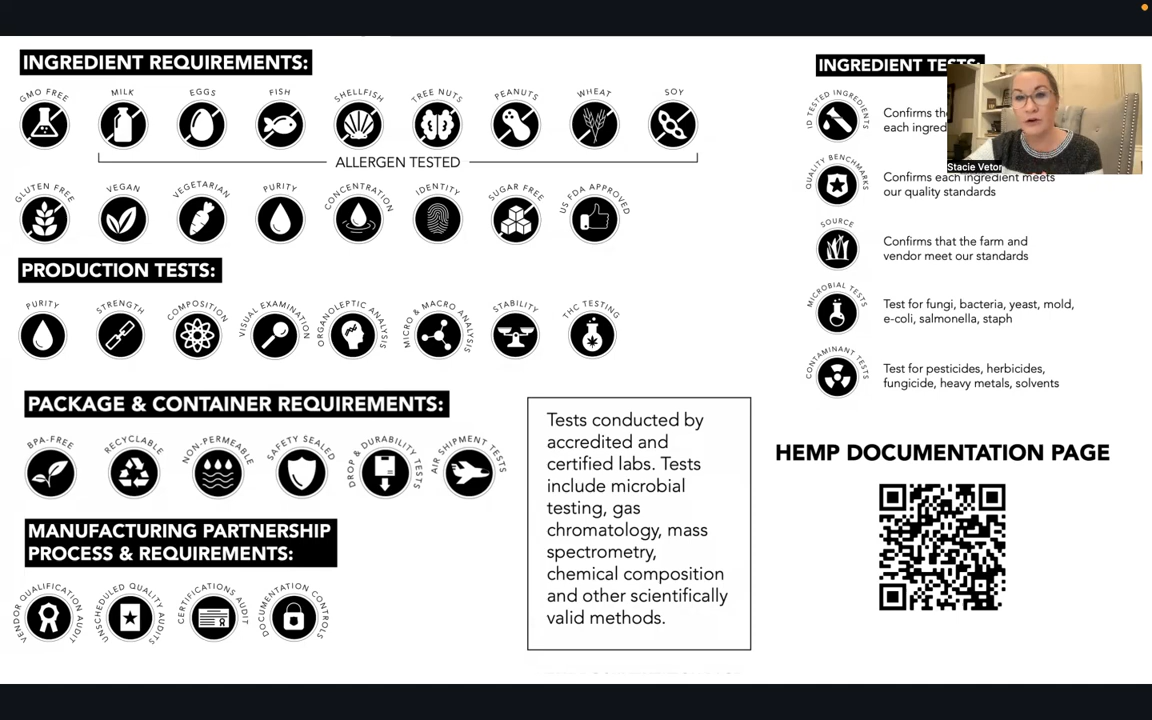 INGREDIENT REQUIREMENTS:
GMO FREE
MILK
EGGS
FISH
SHELLFISH
TREE NUTS
PEANUTS
WHEAT
SOY
ALLERGEN TESTED
GLUTEN FREE
VEGAN
VEGETARIAN
PURITY
CONCENTRATION
IDENTITY
SUGAR FREE
US FDA APPROVED
PRODUCTION TESTS:
PURITY
STRENGTH
COMPOSITION
VISUAL EXAMINATION
ORGANOLEPTIC ANALYSIS
MICRO & MACRO ANALYSIS
STABILITY
THC TESTING
PACKAGE & CONTAINER REQUIREMENTS:
BPA-FREE
RECYCLABLE
NON-PERMEABLE
SAFETY SEALED
DROP & DURABILITY TESTS
AIR SHIPMENT TESTS
MANUFACTURING PARTNERSHIP
PROCESS & REQUIREMENTS:
VENDOR QUALIFICATION AUDIT
UNSCHEDULED QUALITY AUDITS
CERTIFICATIONS AUDIT
DOCUMENTATION CONTROLS
Tests conducted by
accredited and
certified labs. Tests
include microbial
testing, gas
chromatology, mass
spectrometry,
chemical composition
and other scientifically
valid methods.
INGREDIENT TESTS:
ID TESTED INGREDIENTS
Confirms the
each ingred
Stacie Vetor
QUALITY BENCHMARKS
Confirms each ingredient meets
our quality standards
SOURCE
Confirms that the farm and
vendor meet our standards
MICROBIAL TESTS
Test for fungi, bacteria, yeast, mold,
e-coli, salmonella, staph
CONTAMINANT TESTS
Test for pesticides, herbicides,
fungicide, heavy metals, solvents
HEMP DOCUMENTATION PAGE